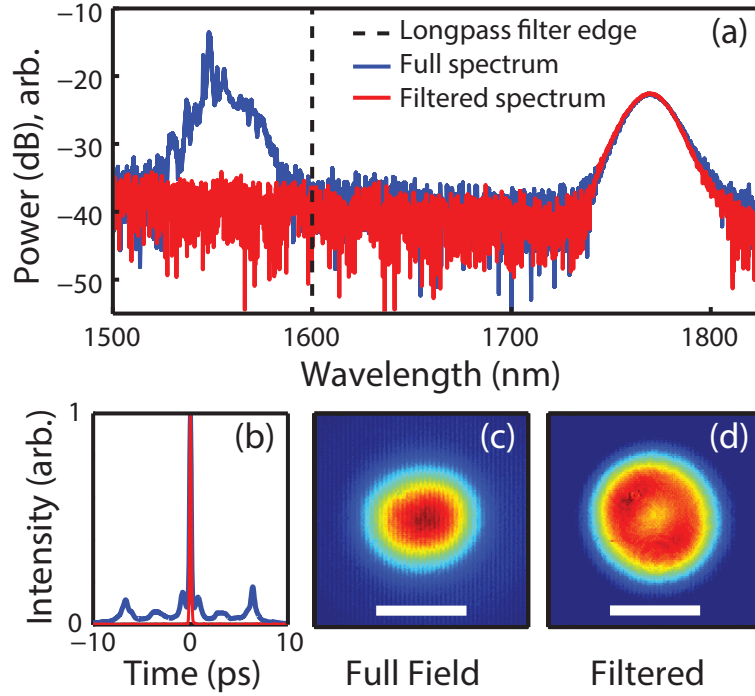 (a)
−10
−20
−30
−40
−50
Power (dB), arb.
Longpass filter edge
Full spectrum
Filtered spectrum
1500
1600
1700
1800
Wavelength (nm)
(b)
(c)
(d)
1
0
Intensity (arb.)
−10
0
10
Time (ps)
Full Field
Filtered